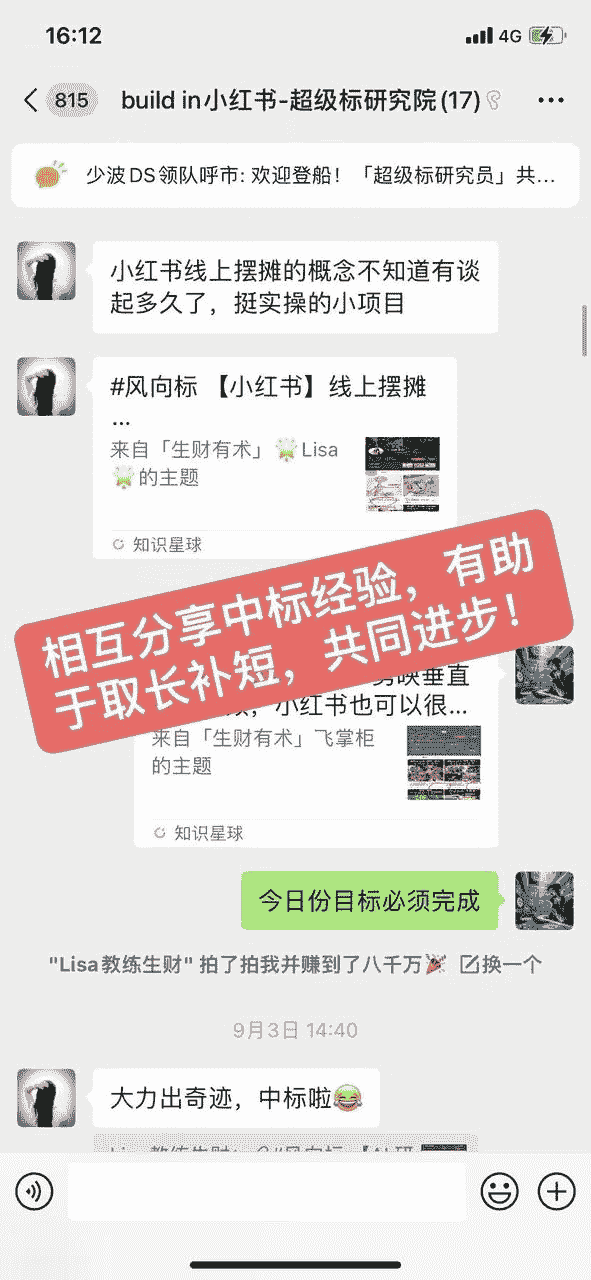 16:12
4G
815
build in小红书-超级标研究院(17)
少波DS领队呼市: 欢迎登船！「超级标研究员」共...
小红书线上摆摊的概念不知道有谈
起多久了，挺实操的小项目
#风向标 【小红书】线上摆摊
...
来自「生财有术」Lisa
的主题
知识星球
相互分享中标经验，有助
于取长补短，共同进步！
垂直
小红书也可以很...
来自「生财有术」飞掌柜
的主题
知识星球
今日份目标必须完成
"Lisa教练生财" 拍了拍我并赚到了八千万🎉 换一个
9月3日 14:40
大力出奇迹，中标啦😂